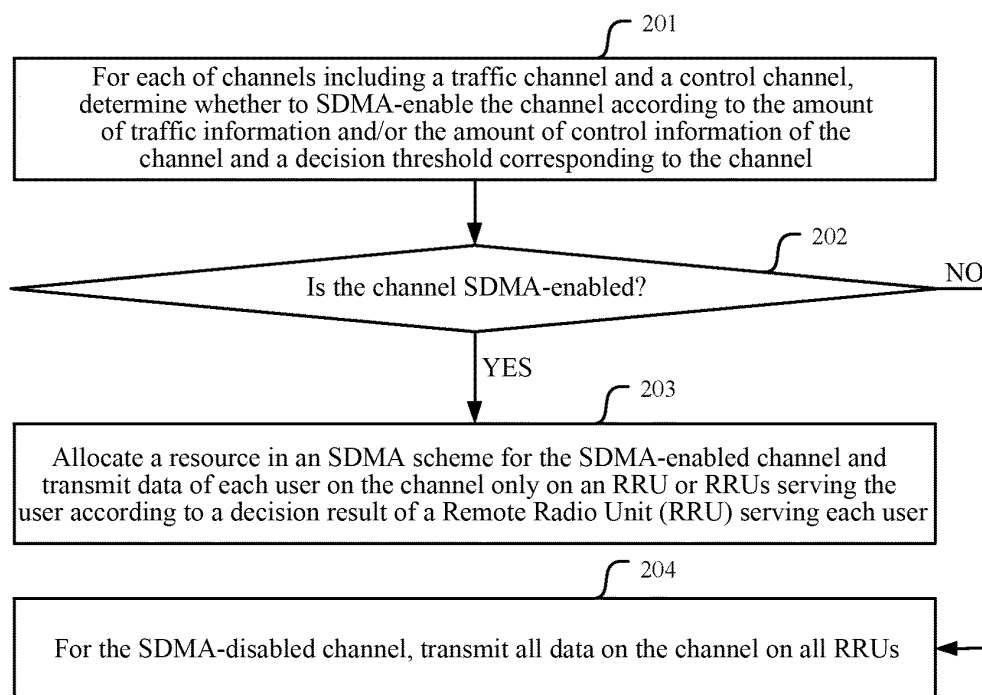 201
For each of channels including a traffic channel and a control channel,
determine whether to SDMA-enable the channel according to the amount
of traffic information and/or the amount of control information of the
channel and a decision threshold corresponding to the channel
202
Is the channel SDMA-enabled?
NO
YES
203
Allocate a resource in an SDMA scheme for the SDMA-enabled channel and
transmit data of each user on the channel only on an RRU or RRUs serving the
user according to a decision result of a Remote Radio Unit (RRU) serving each user
204
For the SDMA-disabled channel, transmit all data on the channel on all RRUs